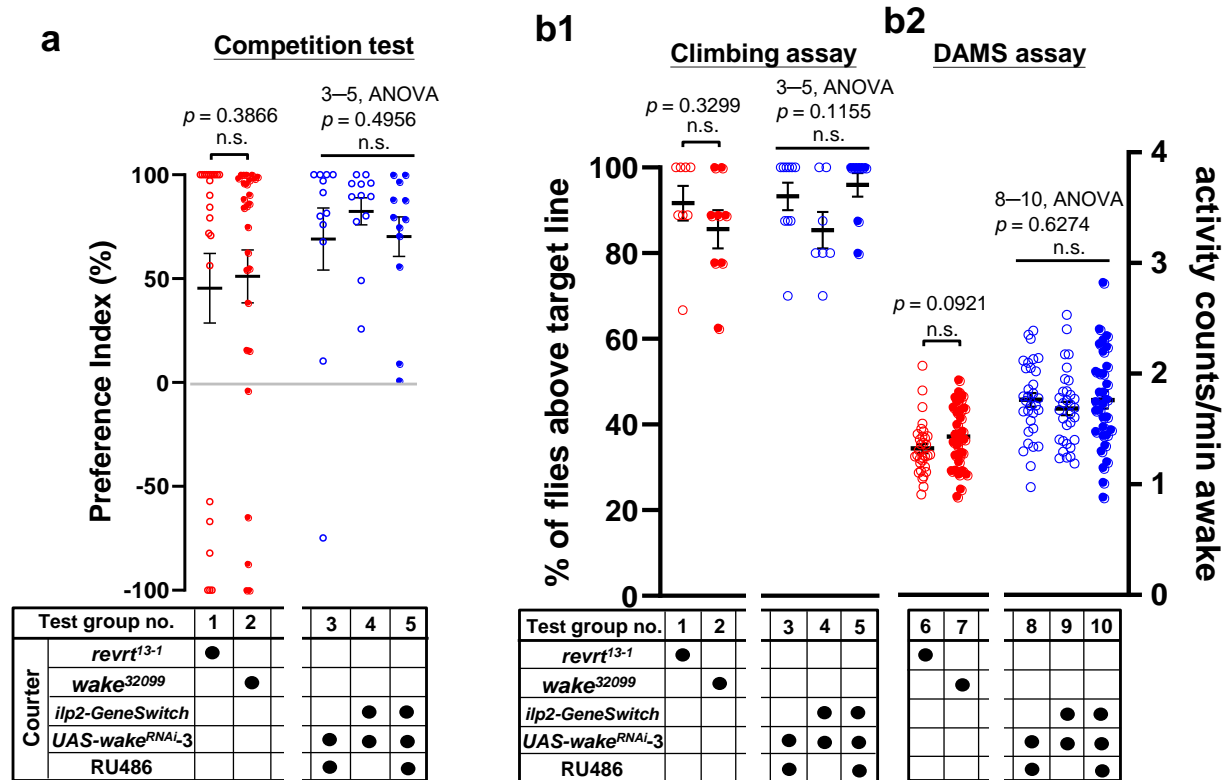 a
Competition test
p = 0.3866
n.s.
3–5, ANOVA
p = 0.4956
n.s.
Preference Index (%)
100
50
0
-50
-100
Test group no. 1 2 3 4 5
Courter
revrt13-1
wake32099
ilp2-GeneSwitch
UAS-wakeRNAi-3
RU486
b1
Climbing assay
p = 0.3299
n.s.
3–5, ANOVA
p = 0.1155
n.s.
% of flies above target line
100
80
60
40
20
0
Test group no. 1 2 3 4 5
revrt13-1
wake32099
ilp2-GeneSwitch
UAS-wakeRNAi-3
RU486
b2
DAMS assay
p = 0.0921
n.s.
8–10, ANOVA
p = 0.6274
n.s.
activity counts/min awake
4
3
2
1
0
6 7 8 9 10